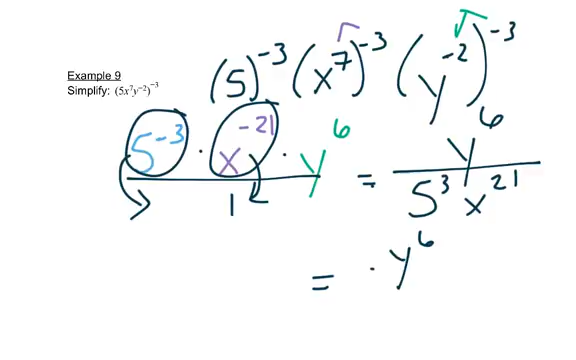 Example 9
Simplify: (5x⁷y⁻²)⁻³
(5)⁻³ (x⁷)⁻³ (y⁻²)⁻³
5⁻³ · x⁻²¹ · y⁶ / 1 = y⁶ / 5³ x²¹
= · y⁶